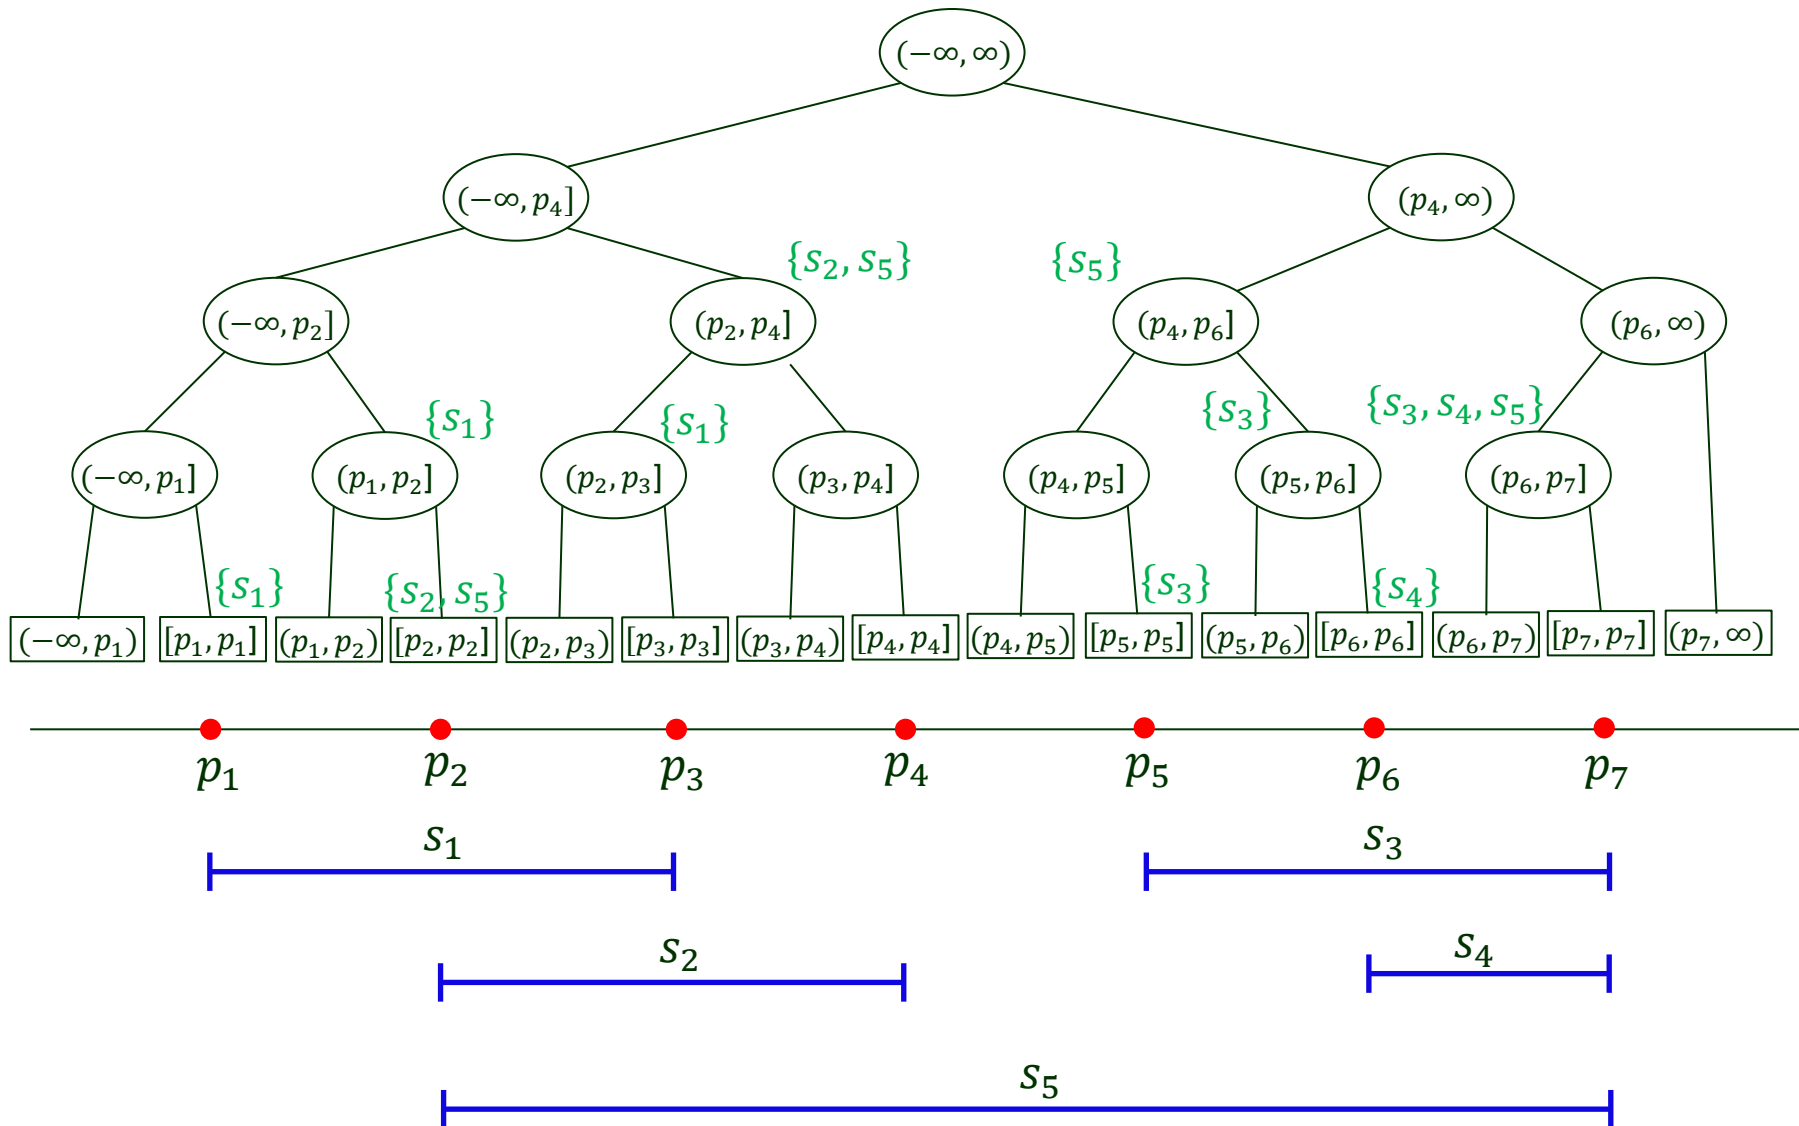 (−∞, ∞)
(−∞, p₄] (p₄, ∞)
{s₂, s₅} {s₅}
(−∞, p₂] (p₂, p₄] (p₄, p₆] (p₆, ∞)
{s₁} {s₁} {s₃} {s₃, s₄, s₅}
(−∞, p₁] (p₁, p₂] (p₂, p₃] (p₃, p₄] (p₄, p₅] (p₅, p₆] (p₆, p₇]
{s₁} {s₂, s₅} {s₃} {s₄}
(−∞, p₁) [p₁, p₁] (p₁, p₂) [p₂, p₂] (p₂, p₃) [p₃, p₃] (p₃, p₄) [p₄, p₄] (p₄, p₅) [p₅, p₅] (p₅, p₆) [p₆, p₆] (p₆, p₇) [p₇, p₇] (p₇, ∞)
p₁ p₂ p₃ p₄ p₅ p₆ p₇
s₁ s₃
s₂ s₄
s₅